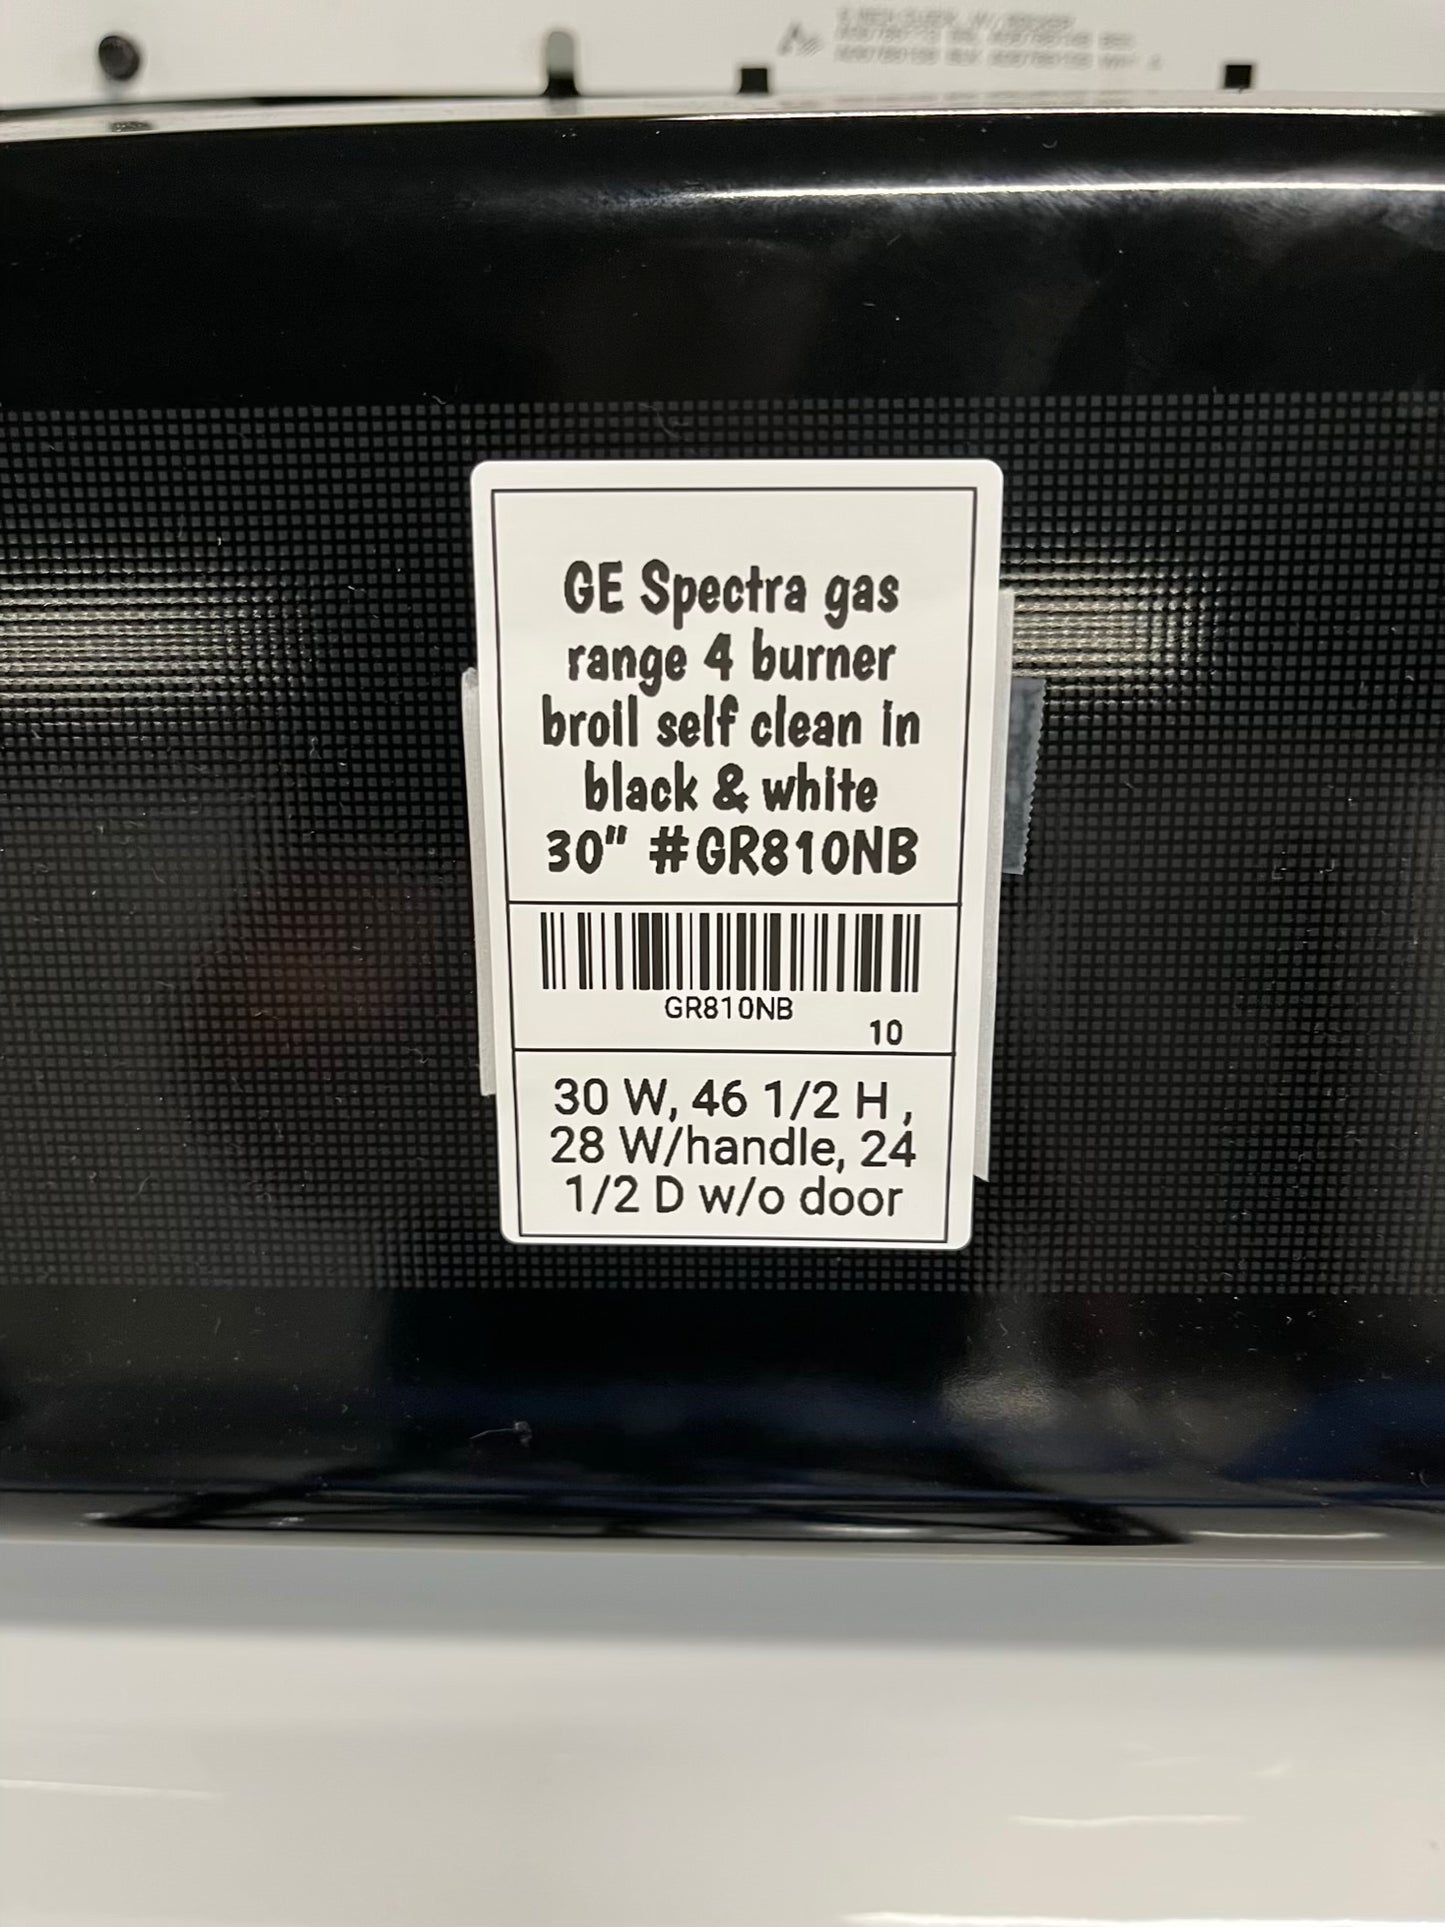 GE Spectra gas
range 4 burner
broil self clean in
black & white
30" #GR810NB
GR810NB
10
30 W, 46 1/2 H ,
28 W/handle, 24
1/2 D w/o door